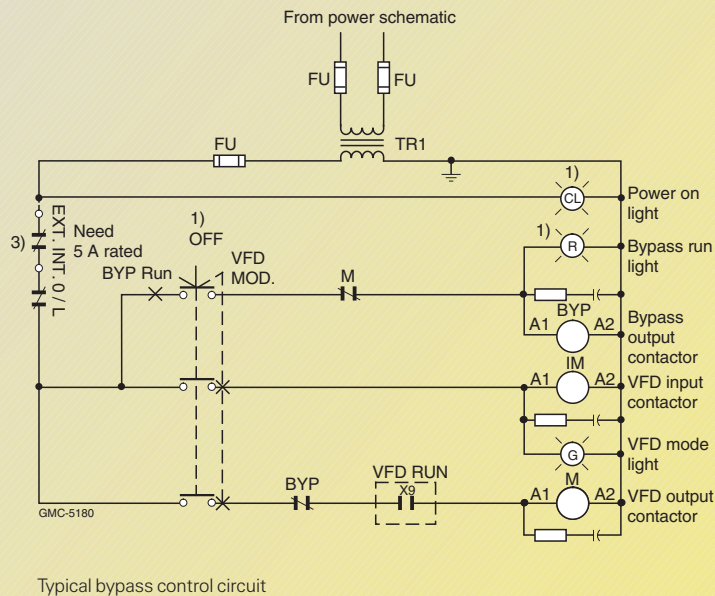 From power schematic
FU
FU
TR1
FU
1)
CL
Power on
light
3)
EXT. INT. 0 / L
Need
5 A rated
1)
OFF
BYP Run
VFD
MOD.
M
1)
R
Bypass run
light
BYP
A1
A2
Bypass
output
contactor
IM
A1
A2
VFD input
contactor
G
VFD mode
light
BYP
VFD RUN
X9
M
A1
A2
VFD output
contactor
GMC-5180
Typical bypass control circuit